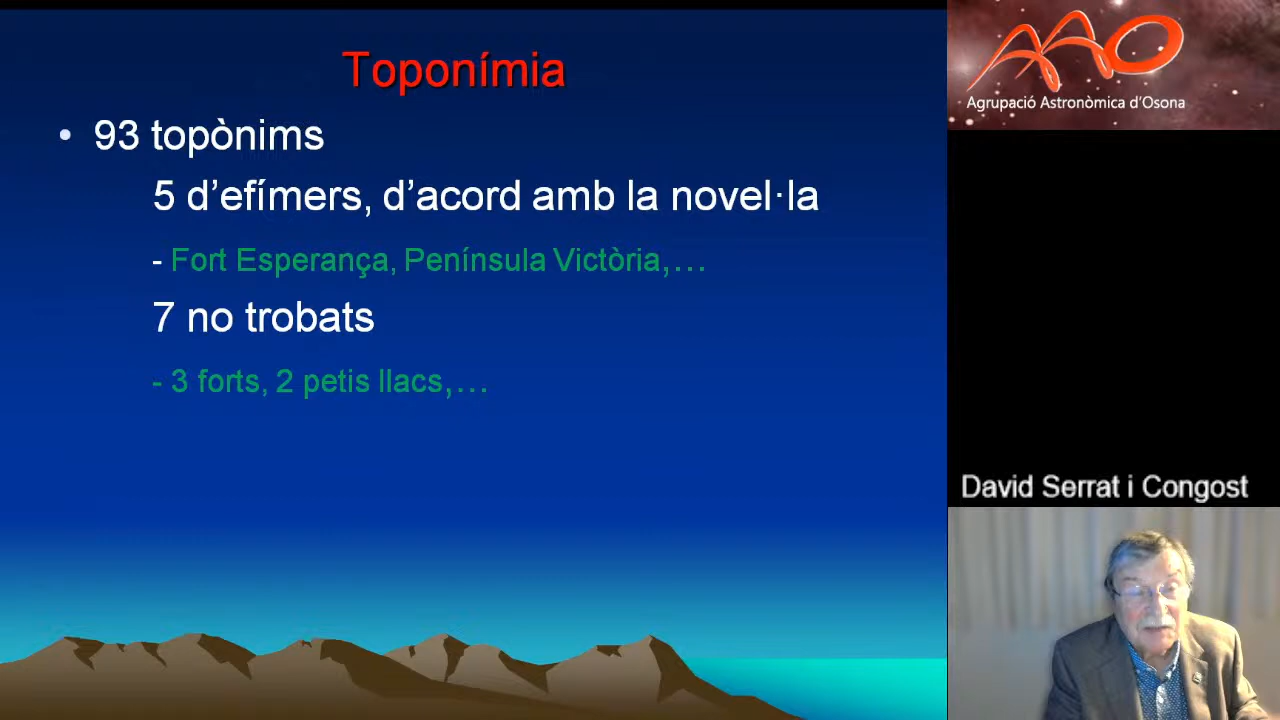 Toponímia
• 93 topònims
5 d’efímers, d’acord amb la novel·la
- Fort Esperança, Península Victòria,…
7 no trobats
- 3 forts, 2 petis llacs,…
AAO
Agrupació Astronòmica d’Osona
David Serrat i Congost